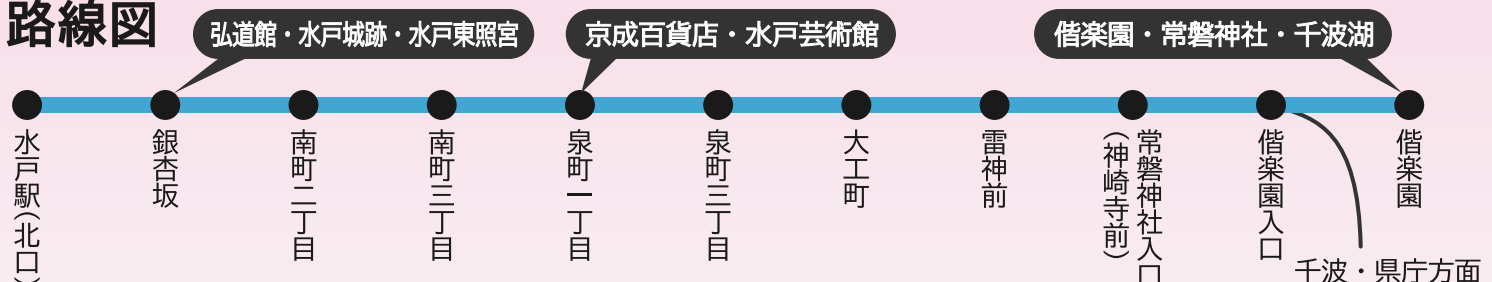 路線図
弘道館・水戸城跡・水戸東照宮
京成百貨店・水戸芸術館
偕楽園・常磐神社・千波湖
水戸駅（北口）
銀杏坂
南町二丁目
南町三丁目
泉町一丁目
泉町三丁目
大工町
雷神前
常磐神社入口
（神崎寺前）
偕楽園入口
偕楽園
千波・県庁方面